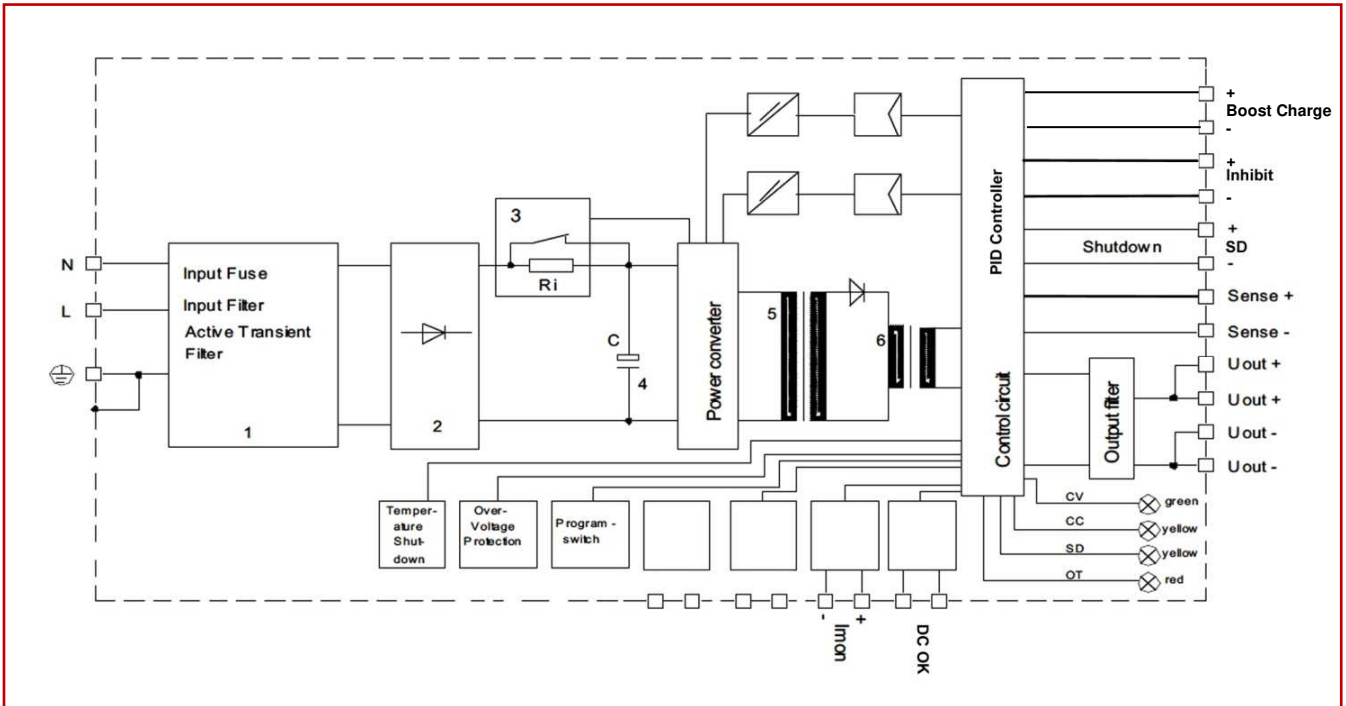 +
Boost Charge
-
+
Inhibit
-
+
Shutdown SD
-
Sense +
Sense -
Uout +
Uout +
Uout -
Uout -
N
L
Input Fuse
Input Filter
Active Transient
Filter
1
2
3
Ri
C
4
Power converter
5
6
PID Controller
Control circuit
Output filter
CV green
CC yellow
SD yellow
OT red
Temper-
ature
Shut-
down
Over-
Voltage
Protection
Program -
switch
- +
Imon
DC OK